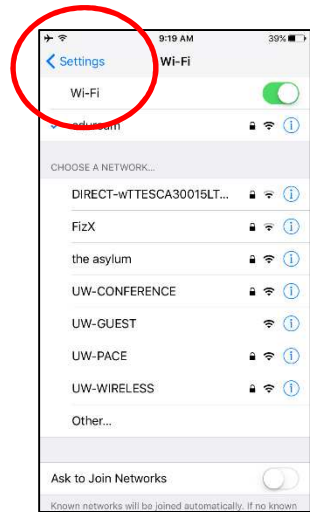 9:19 AM 39%
Settings Wi-Fi
Wi-Fi
eduroam
CHOOSE A NETWORK...
DIRECT-wTTESCA30015LT...
FizX
the asylum
UW-CONFERENCE
UW-GUEST
UW-PACE
UW-WIRELESS
Other...
Ask to Join Networks
Known networks will be joined automatically. If no known